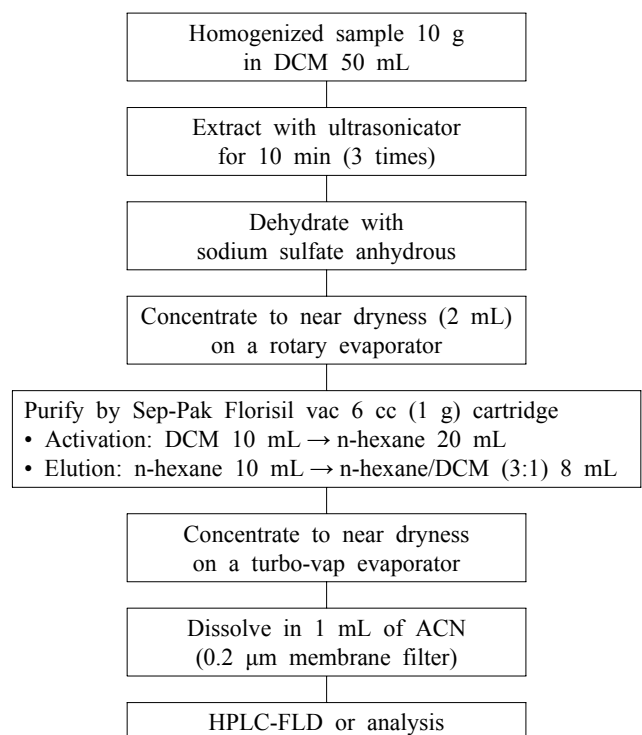 Homogenized sample 10 g
in DCM 50 mL
Extract with ultrasonicator
for 10 min (3 times)
Dehydrate with
sodium sulfate anhydrous
Concentrate to near dryness (2 mL)
on a rotary evaporator
Purify by Sep-Pak Florisil vac 6 cc (1 g) cartridge
• Activation: DCM 10 mL → n-hexane 20 mL
• Elution: n-hexane 10 mL → n-hexane/DCM (3:1) 8 mL
Concentrate to near dryness
on a turbo-vap evaporator
Dissolve in 1 mL of ACN
(0.2 μm membrane filter)
HPLC-FLD or analysis